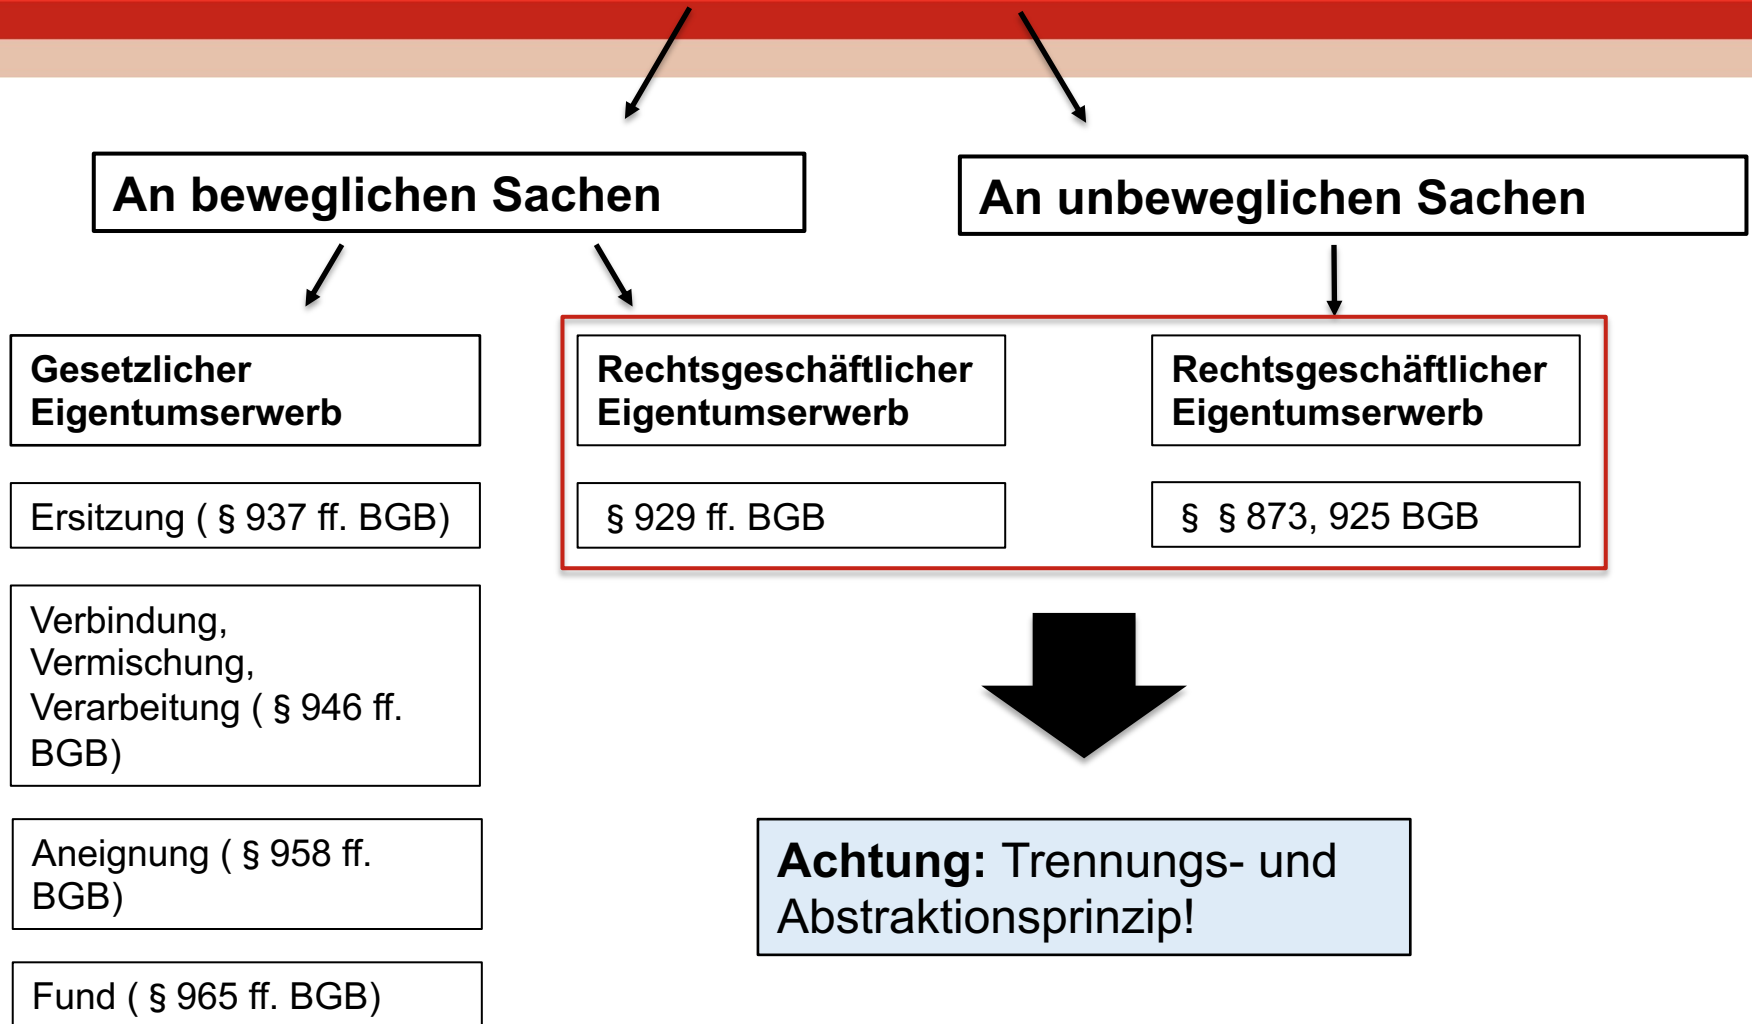 An beweglichen Sachen
An unbeweglichen Sachen
Gesetzlicher
Eigentumserwerb
Rechtsgeschäftlicher
Eigentumserwerb
Rechtsgeschäftlicher
Eigentumserwerb
Ersitzung ( § 937 ff. BGB)
§ 929 ff. BGB
§ § 873, 925 BGB
Verbindung,
Vermischung,
Verarbeitung ( § 946 ff.
BGB)
Aneignung ( § 958 ff.
BGB)
Achtung: Trennungs- und
Abstraktionsprinzip!
Fund ( § 965 ff. BGB)